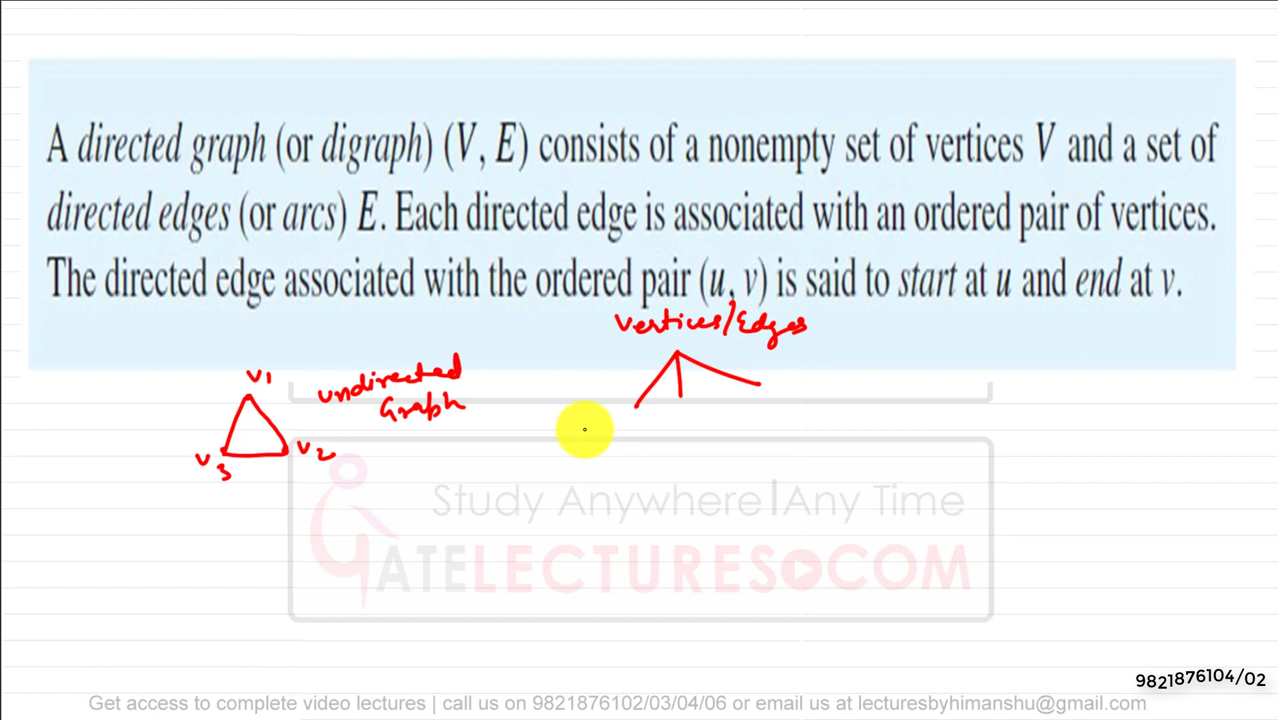 A directed graph (or digraph) (V, E) consists of a nonempty set of vertices V and a set of
directed edges (or arcs) E. Each directed edge is associated with an ordered pair of vertices.
The directed edge associated with the ordered pair (u, v) is said to start at u and end at v.
vertices/Edges
undirected
Graph
v1
v2
v3
Study Anywhere|Any Time
GATELECTURES.COM
9821876104/02
Get access to complete video lectures | call us on 9821876102/03/04/06 or email us at lecturesbyhimanshu@gmail.com